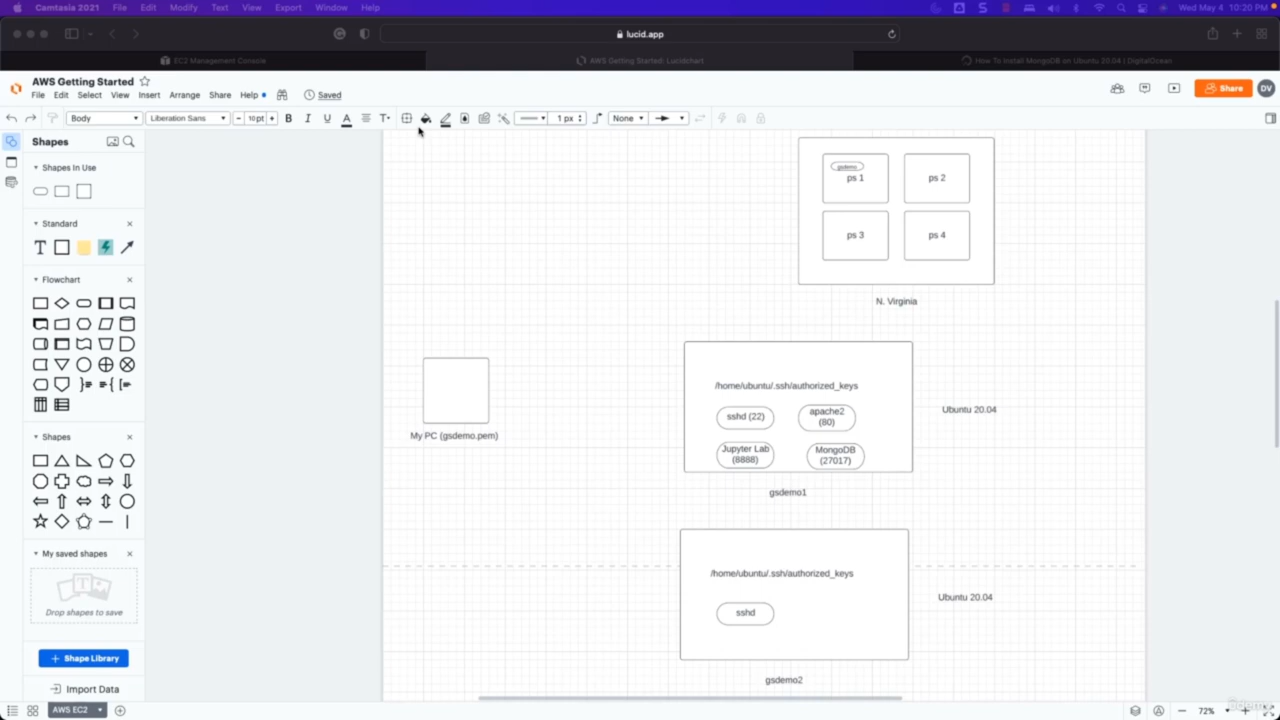 Camtasia 2021 File Edit Modify Text View Export Window Help
Wed May 4 10:20 PM
lucid.app
EC2 Management Console
AWS Getting Started: Lucidchart
How To Install MongoDB on Ubuntu 20.04 | DigitalOcean
AWS Getting Started
File Edit Select View Insert Arrange Share Help
Saved
Share
DV
Body
Liberation Sans
10 pt
B I U A
T
1 px
None
Shapes
Shapes In Use
Standard
T
Flowchart
Shapes
My saved shapes
Drop shapes to save
+ Shape Library
Import Data
AWS EC2
72%
gsdemo
ps 1
ps 2
ps 3
ps 4
N. Virginia
My PC (gsdemo.pem)
/home/ubuntu/.ssh/authorized_keys
sshd (22)
apache2
(80)
Jupyter Lab
(8888)
MongoDB
(27017)
Ubuntu 20.04
gsdemo1
/home/ubuntu/.ssh/authorized_keys
sshd
Ubuntu 20.04
gsdemo2